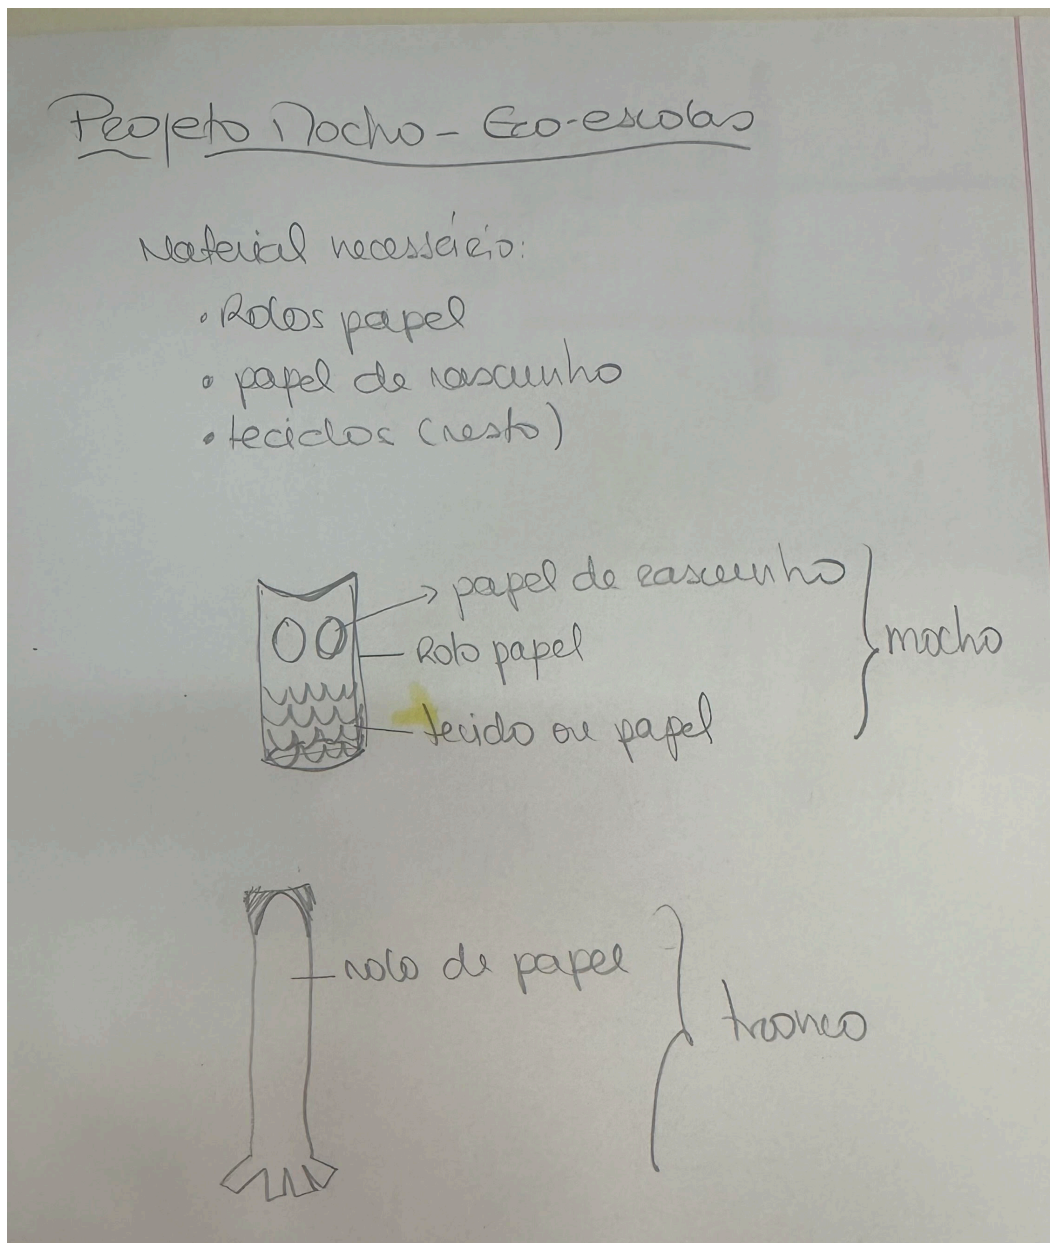 Projeto Mocho - Eco-escolas
Material necessário:
• Rolos papel
• papel de rascunho
• tecidos (resto)
papel de rascunho
Rolo papel
mocho
tecido ou papel
rolo de papel
tronco